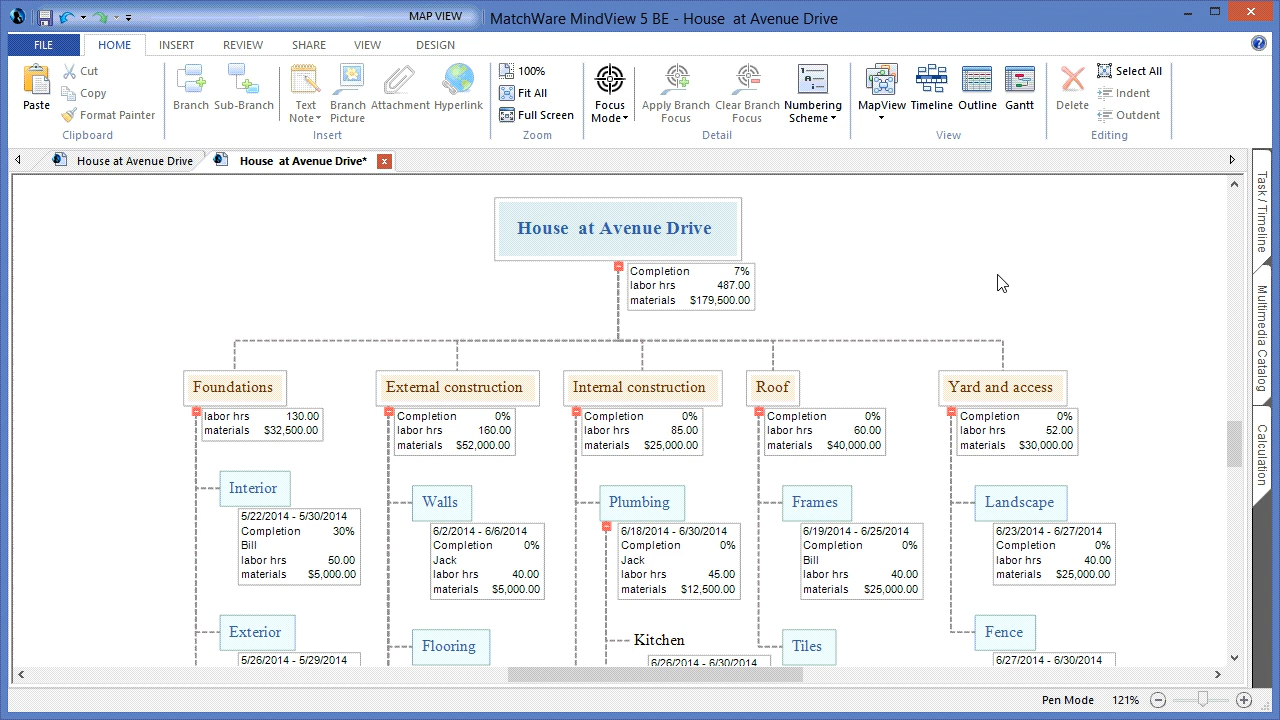 MAP VIEW
MatchWare MindView 5 BE - House  at Avenue Drive
FILE HOME INSERT REVIEW SHARE VIEW DESIGN
Paste
Cut
Copy
Format Painter
Clipboard
Branch Sub-Branch
Text Note
Branch Picture
Attachment
Hyperlink
Insert
100%
Fit All
Full Screen
Zoom
Focus Mode
Apply Branch Focus
Clear Branch Focus
Numbering Scheme
Detail
MapView
Timeline
Outline
Gantt
View
Delete
Select All
Indent
Outdent
Editing
House at Avenue Drive
House  at Avenue Drive*
Task / Timeline
Multimedia Catalog
Calculation
House  at Avenue Drive
Completion 7%
labor hrs 487.00
materials $179,500.00
Foundations
labor hrs 130.00
materials $32,500.00
Interior
5/22/2014 - 5/30/2014
Completion 30%
Bill
labor hrs 50.00
materials $5,000.00
Exterior
5/26/2014 - 5/29/2014
External construction
Completion 0%
labor hrs 160.00
materials $52,000.00
Walls
6/2/2014 - 6/6/2014
Completion 0%
Jack
labor hrs 40.00
materials $5,000.00
Flooring
Internal construction
Completion 0%
labor hrs 85.00
materials $25,000.00
Plumbing
6/18/2014 - 6/30/2014
Completion 0%
Jack
labor hrs 45.00
materials $12,500.00
Kitchen
6/26/2014 - 6/30/2014
Roof
Completion 0%
labor hrs 60.00
materials $40,000.00
Frames
6/19/2014 - 6/25/2014
Completion 0%
Bill
labor hrs 40.00
materials $25,000.00
Tiles
Yard and access
Completion 0%
labor hrs 52.00
materials $30,000.00
Landscape
6/23/2014 - 6/27/2014
Completion 0%
labor hrs 40.00
materials $25,000.00
Fence
6/27/2014 - 6/30/2014
Pen Mode 121%